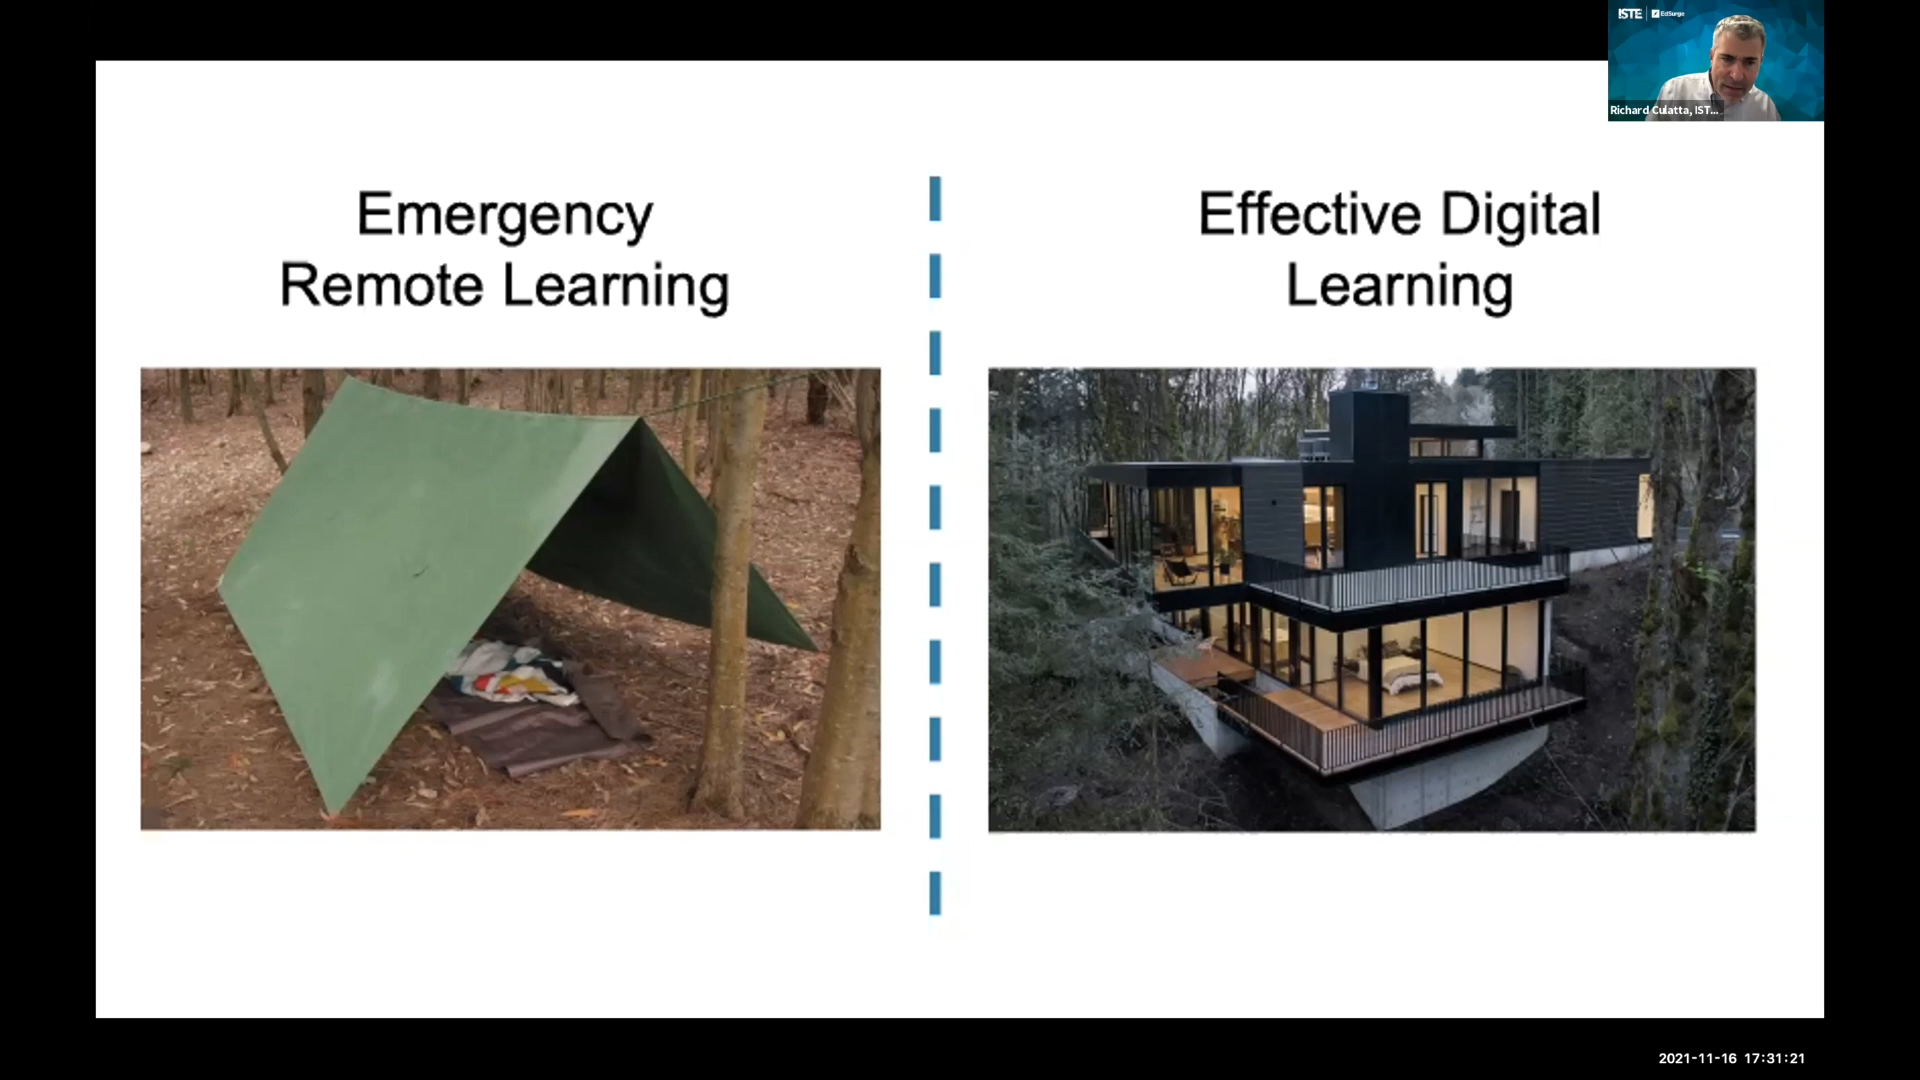 ISTE EdSurge
Richard Culatta, IST...
Emergency
Remote Learning
Effective Digital
Learning
2021-11-16 17:31:21